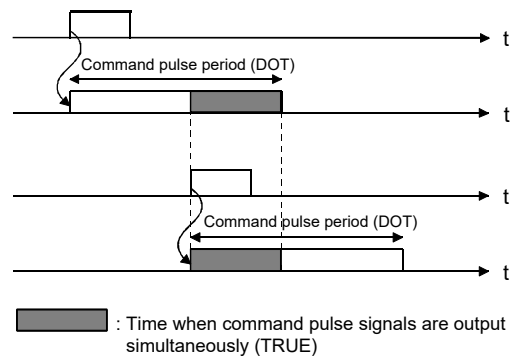 t
Command pulse period (DOT)
t
t
Command pulse period (DOT)
t
: Time when command pulse signals are output
simultaneously (TRUE)